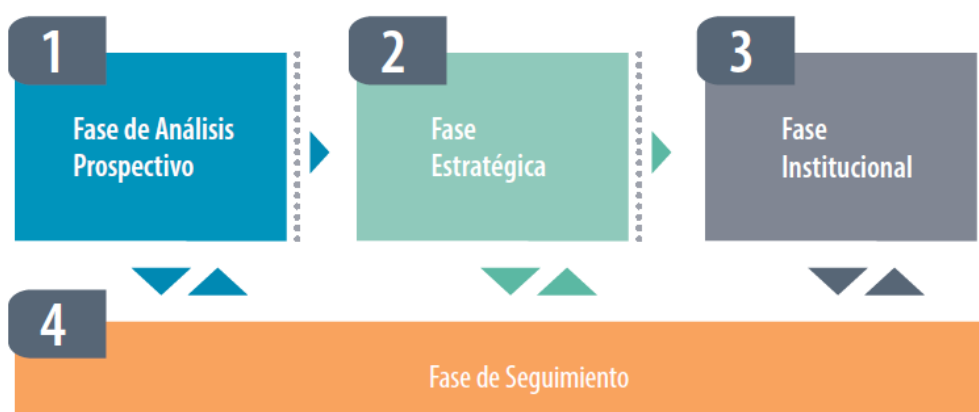 1
Fase de Análisis
Prospectivo
2
Fase
Estratégica
3
Fase
Institucional
4
Fase de Seguimiento